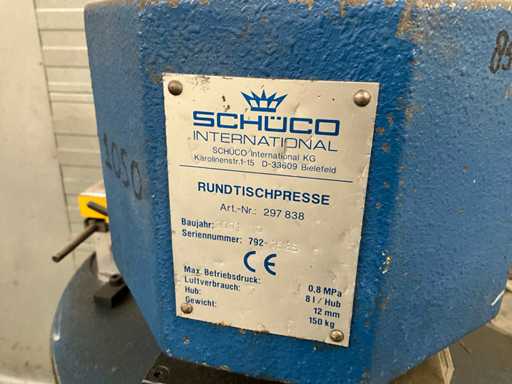 SCHÜCO
INTERNATIONAL
SCHÜCO International KG
Karolinenstr.1-15 D-33609 Bielefeld
RUNDTISCHPRESSE
Art.-Nr.: 297 838
Baujahr:
Seriennummer: 792-
CE
Max. Betriebsdruck: 0,8 MPa
Luftverbrauch: 8 l / Hub
Hub: 12 mm
Gewicht: 150 kg
1050